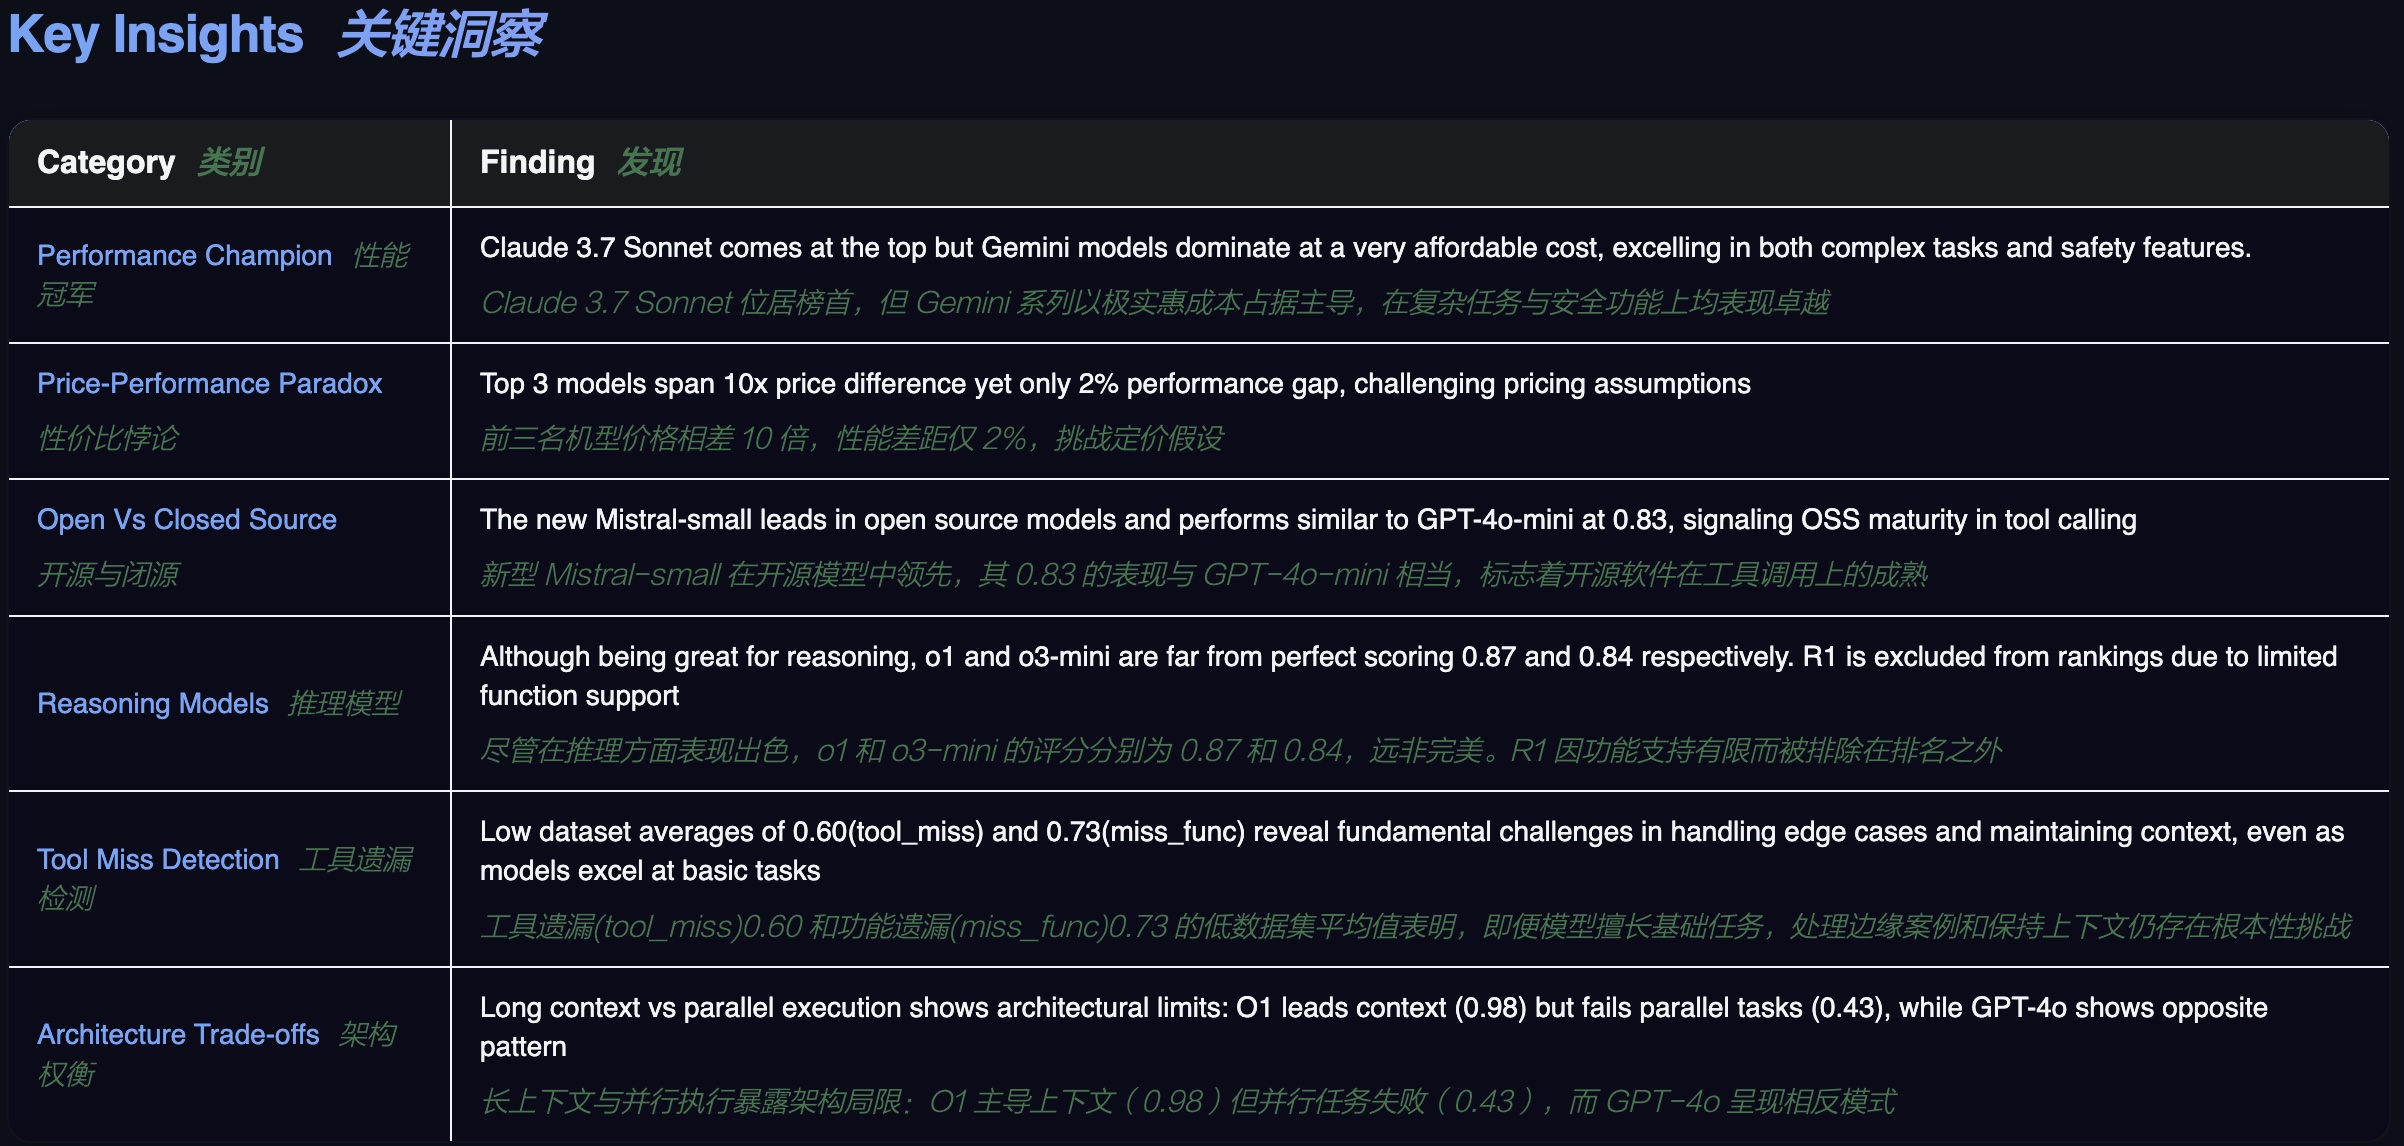 Key Insights 关键洞察
Category 类别
Finding 发现
Performance Champion 性能
冠军
Claude 3.7 Sonnet comes at the top but Gemini models dominate at a very affordable cost, excelling in both complex tasks and safety features.
Claude 3.7 Sonnet 位居榜首，但 Gemini 系列以极实惠成本占据主导，在复杂任务与安全功能上均表现卓越
Price-Performance Paradox
性价比悖论
Top 3 models span 10x price difference yet only 2% performance gap, challenging pricing assumptions
前三名机型价格相差 10 倍，性能差距仅 2%，挑战定价假设
Open Vs Closed Source
开源与闭源
The new Mistral-small leads in open source models and performs similar to GPT-4o-mini at 0.83, signaling OSS maturity in tool calling
新型 Mistral-small 在开源模型中领先，其 0.83 的表现与 GPT-4o-mini 相当，标志着开源软件在工具调用上的成熟
Reasoning Models 推理模型
Although being great for reasoning, o1 and o3-mini are far from perfect scoring 0.87 and 0.84 respectively. R1 is excluded from rankings due to limited
function support
尽管在推理方面表现出色，o1 和 o3-mini 的评分分别为 0.87 和 0.84，远非完美。R1 因功能支持有限而被排除在排名之外
Tool Miss Detection 工具遗漏
检测
Low dataset averages of 0.60(tool_miss) and 0.73(miss_func) reveal fundamental challenges in handling edge cases and maintaining context, even as
models excel at basic tasks
工具遗漏(tool_miss)0.60 和功能遗漏(miss_func)0.73 的低数据集平均值表明，即便模型擅长基础任务，处理边缘案例和保持上下文仍存在根本性挑战
Architecture Trade-offs 架构
权衡
Long context vs parallel execution shows architectural limits: O1 leads context (0.98) but fails parallel tasks (0.43), while GPT-4o shows opposite
pattern
长上下文与并行执行暴露架构局限：O1 主导上下文（0.98）但并行任务失败（0.43），而 GPT-4o 呈现相反模式